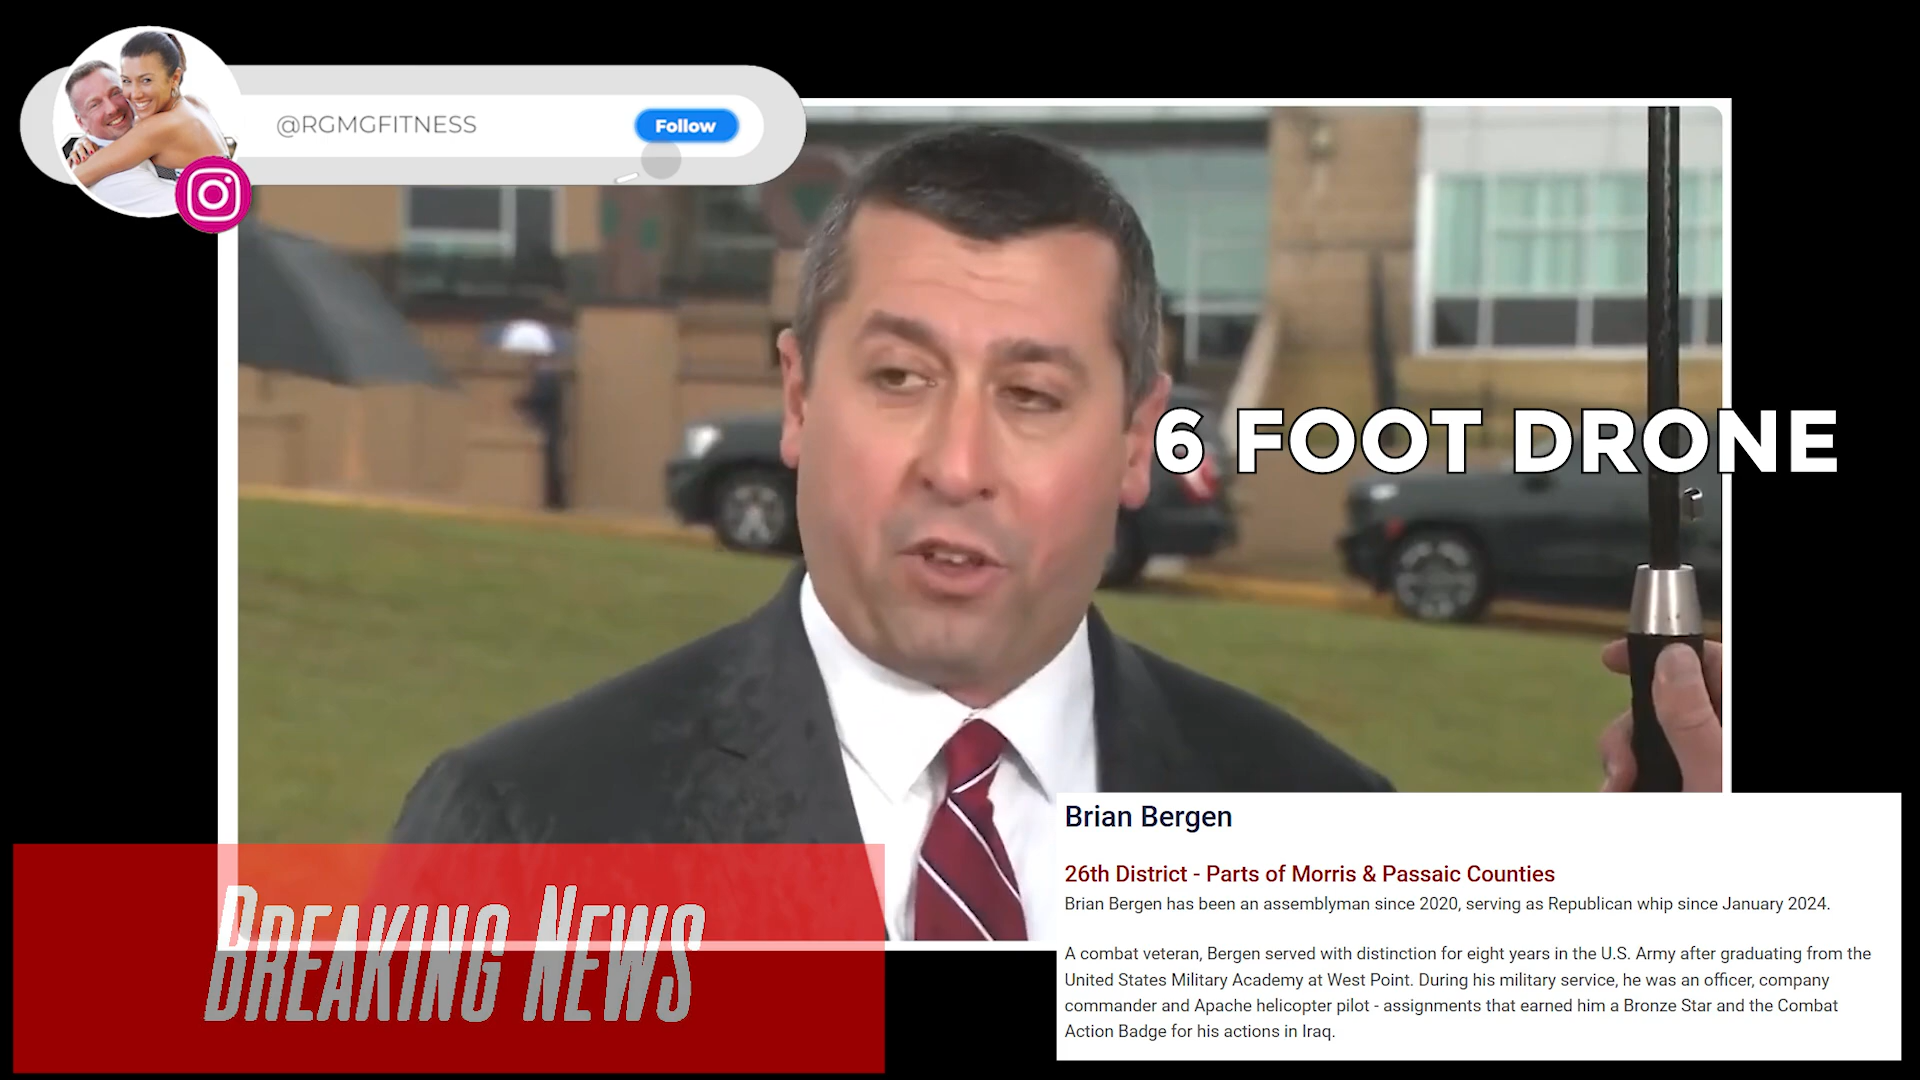 @RGMGFITNESS
Follow
6 FOOT DRONE
Brian Bergen
26th District - Parts of Morris & Passaic Counties
Brian Bergen has been an assemblyman since 2020, serving as Republican whip since January 2024.
A combat veteran, Bergen served with distinction for eight years in the U.S. Army after graduating from the
United States Military Academy at West Point. During his military service, he was an officer, company
commander and Apache helicopter pilot - assignments that earned him a Bronze Star and the Combat
Action Badge for his actions in Iraq.
BREAKING NEWS